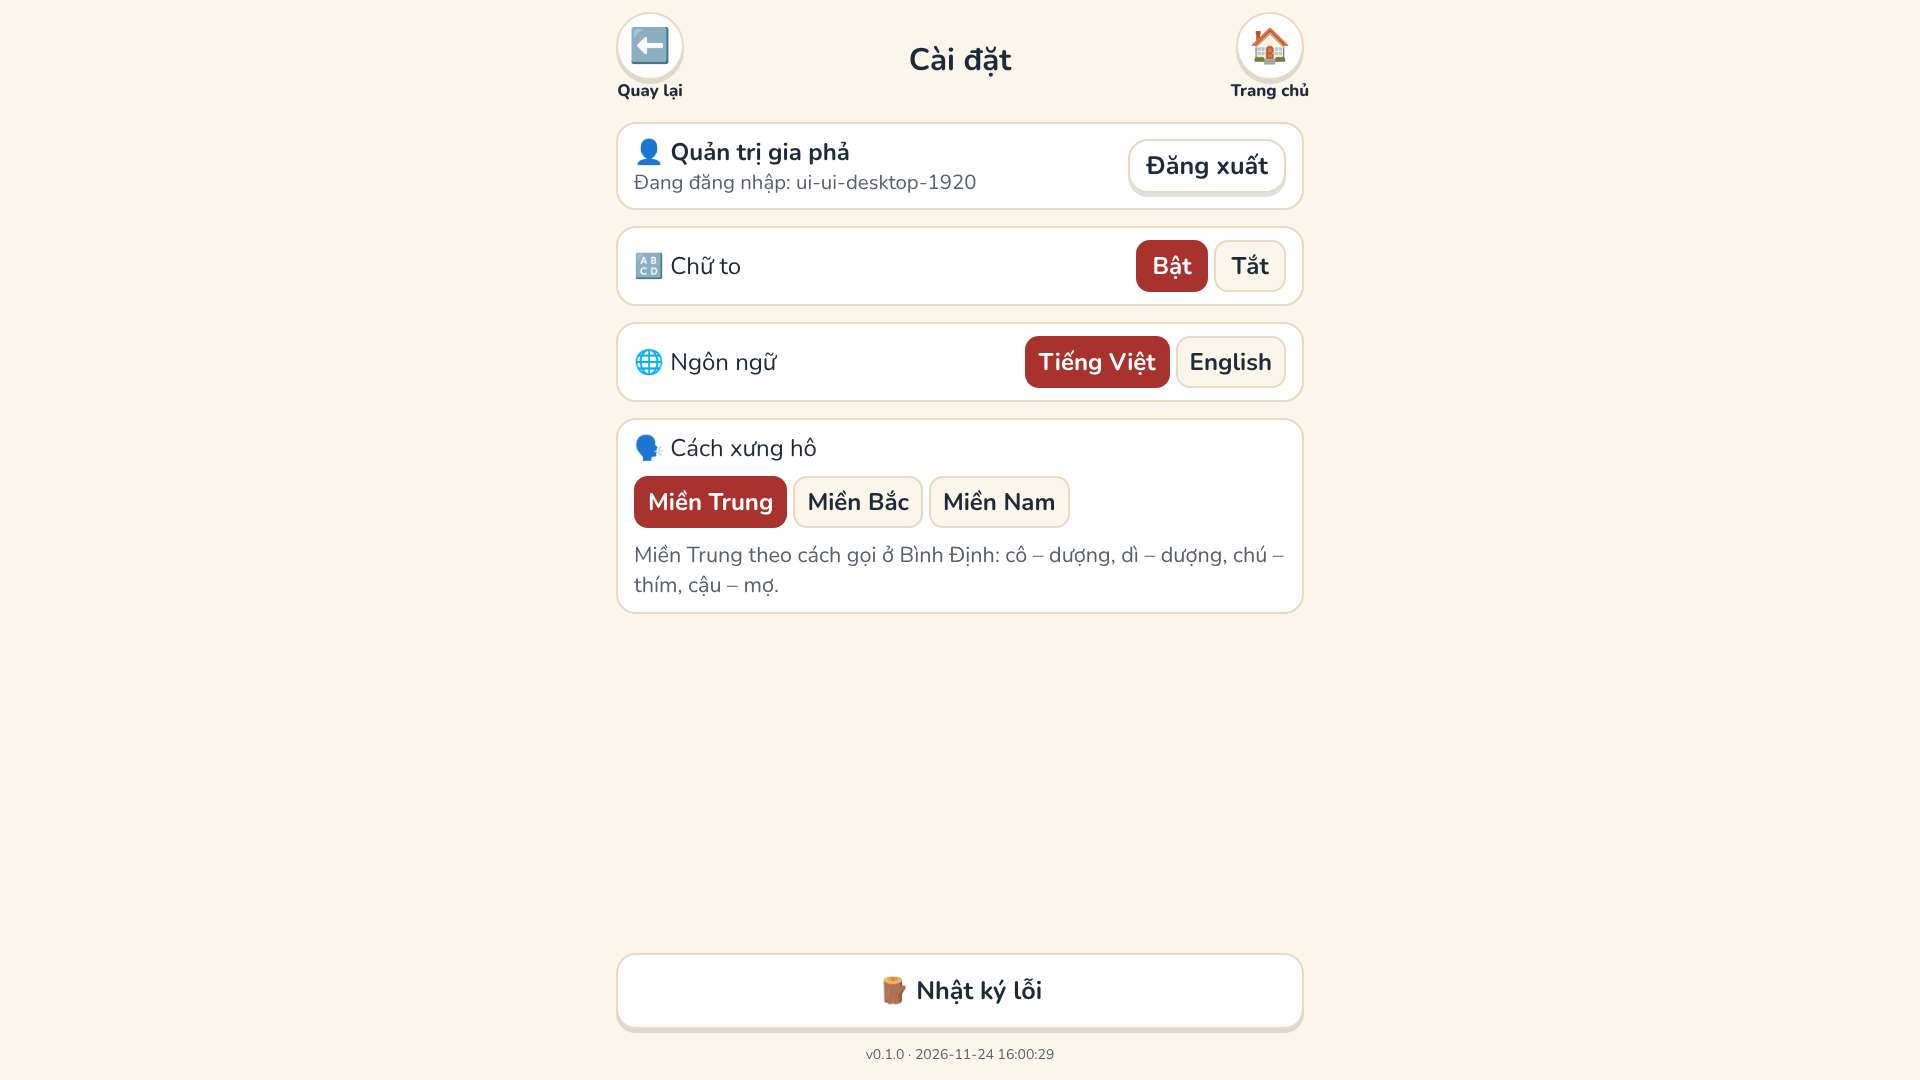 Quay lại
Cài đặt
Trang chủ
Quản trị gia phả
Đang đăng nhập: ui-ui-desktop-1920
Đăng xuất
Chữ to
Bật
Tắt
Ngôn ngữ
Tiếng Việt
English
Cách xưng hô
Miền Trung
Miền Bắc
Miền Nam
Miền Trung theo cách gọi ở Bình Định: cô – dượng, dì – dượng, chú –
thím, cậu – mợ.
Nhật ký lỗi
v0.1.0 · 2026-11-24 16:00:29